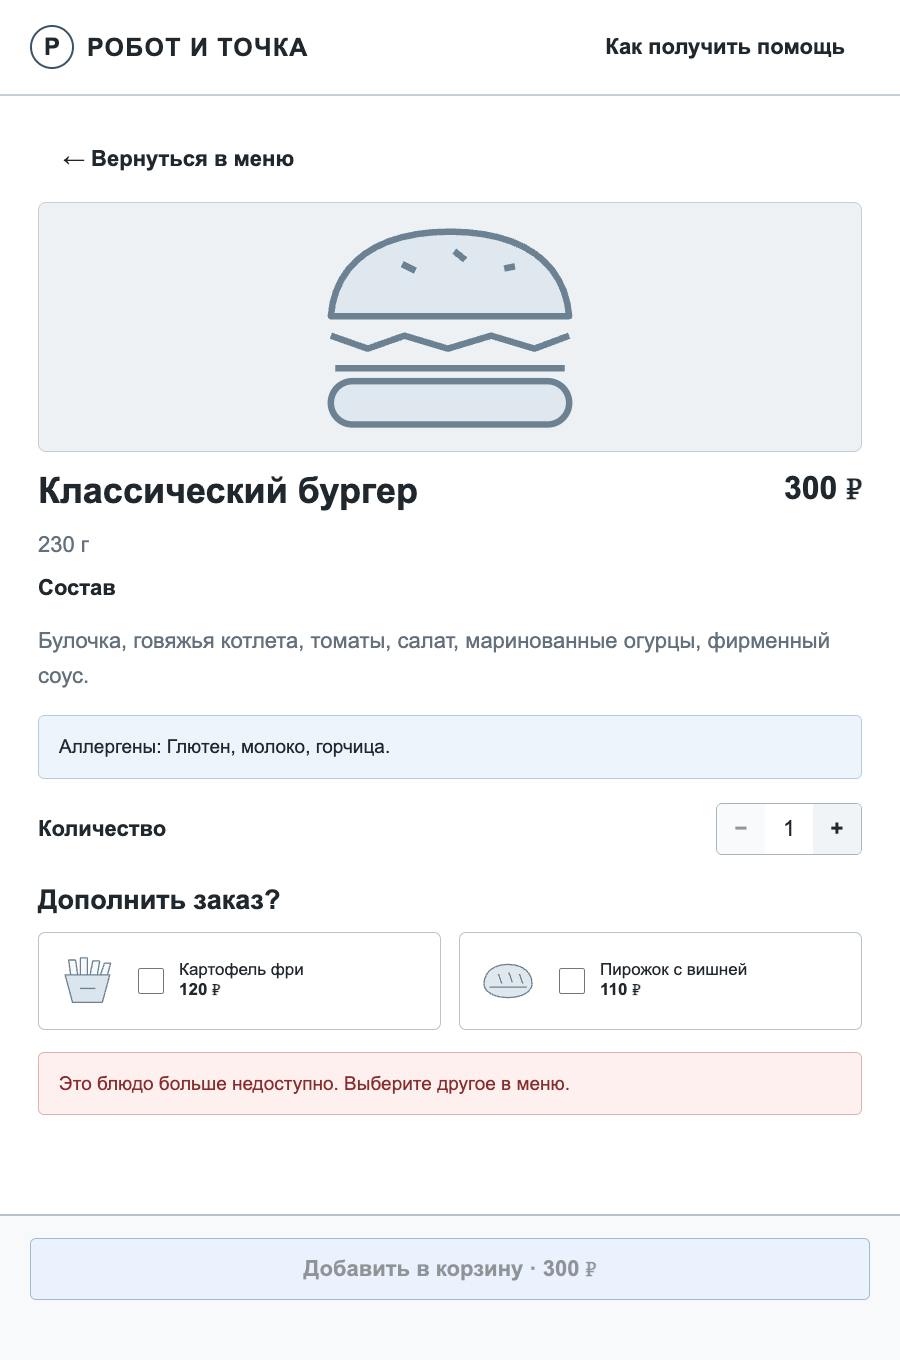 Р РОБОТ И ТОЧКА
Как получить помощь
← Вернуться в меню
Классический бургер
300 ₽
230 г
Состав
Булочка, говяжья котлета, томаты, салат, маринованные огурцы, фирменный
соус.
Аллергены: Глютен, молоко, горчица.
Количество
− 1 +
Дополнить заказ?
Картофель фри
120 ₽
Пирожок с вишней
110 ₽
Это блюдо больше недоступно. Выберите другое в меню.
Добавить в корзину · 300 ₽